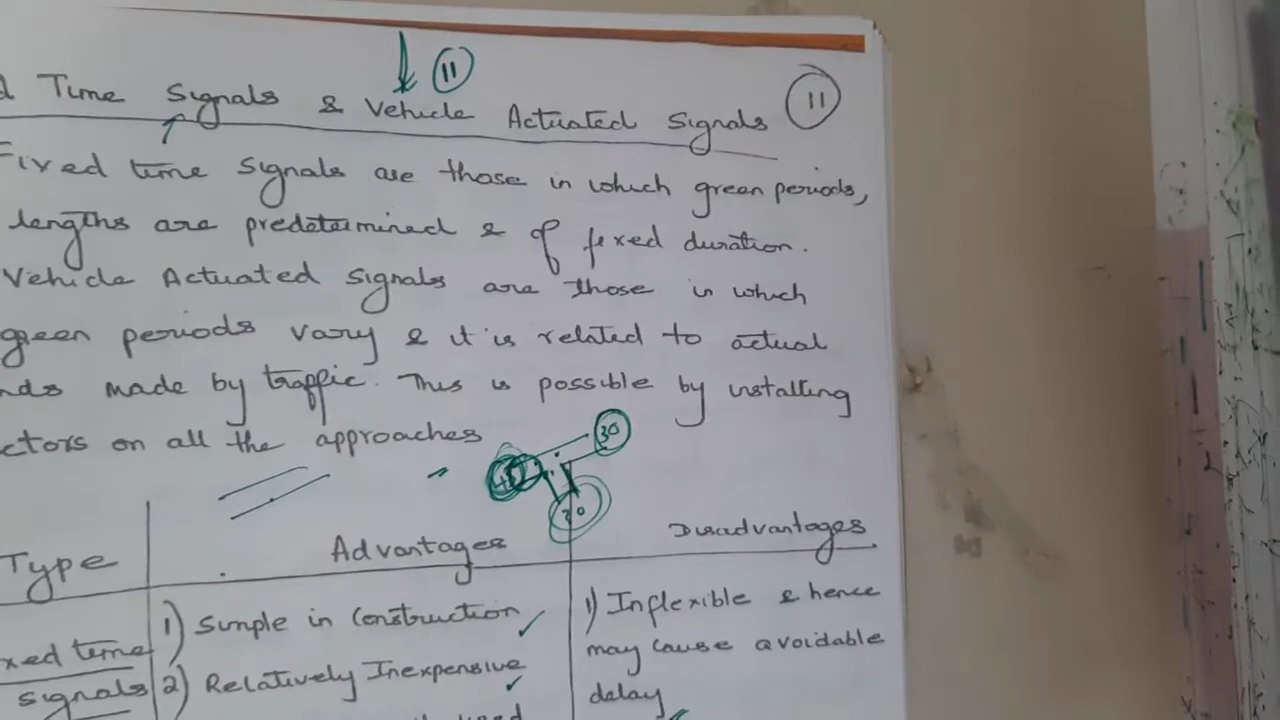 Time Signals & Vehicle Actuated Signals 11
11
Fixed time signals are those in which green periods,
lengths are predetermined & of fixed duration.
Vehicle Actuated Signals are those in which
green periods vary & it is related to actual
nds made by traffic. This is possible by installing
ctors on all the approaches
30
45
30
Type Advantages Disadvantages
xed time
signals
1) Simple in Construction
2) Relatively Inexpensive
1) Inflexible & hence
may cause avoidable
delay